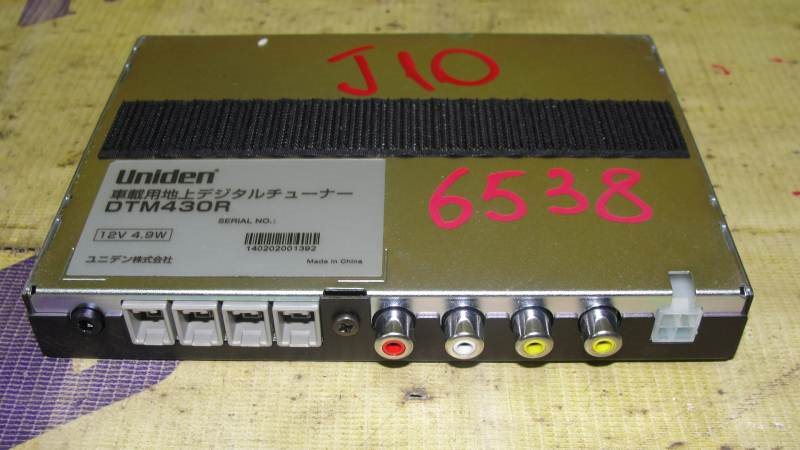 J10
6538
Uniden
車載用地上デジタルチューナー
DTM430R
SERIAL NO.:
12V 4.9W
140202001392
ユニデン株式会社
Made in China